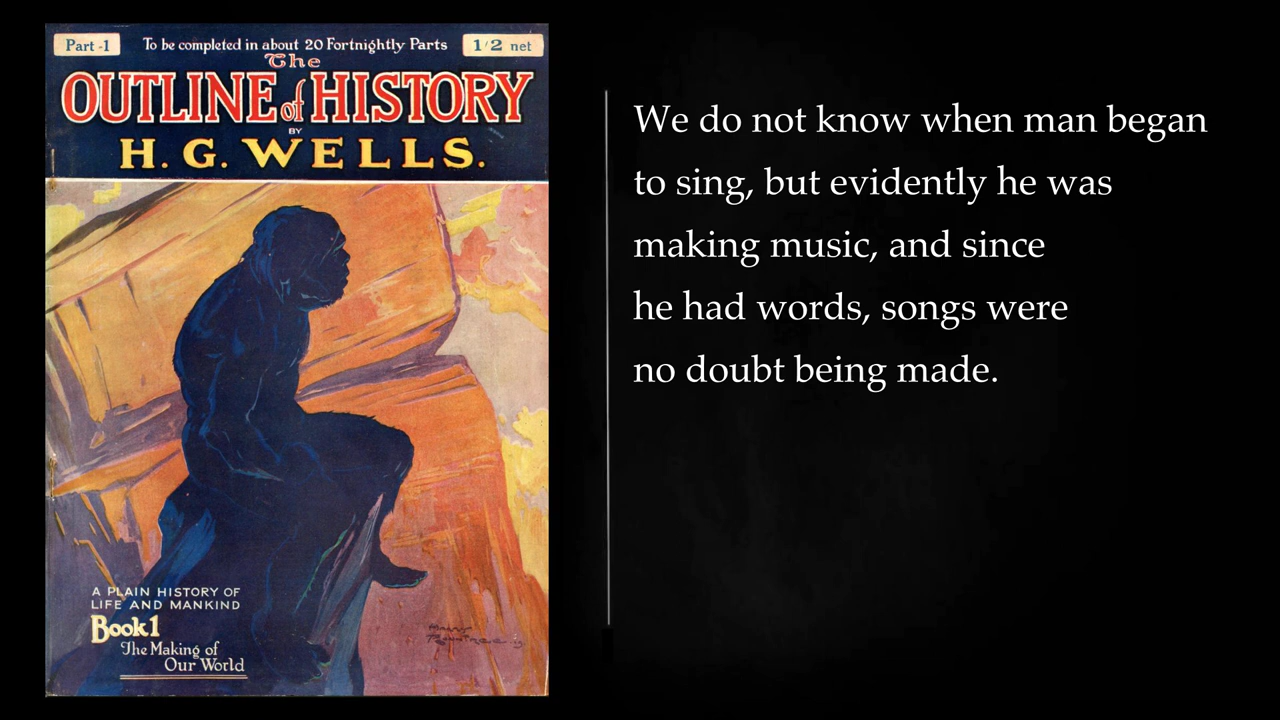 Part -1
To be completed in about 20 Fortnightly Parts
1/2 net
The
OUTLINE of HISTORY
BY
H. G. WELLS.
A PLAIN HISTORY OF
LIFE AND MANKIND
Book 1
The Making of
Our World
We do not know when man began
to sing, but evidently he was
making music, and since
he had words, songs were
no doubt being made.